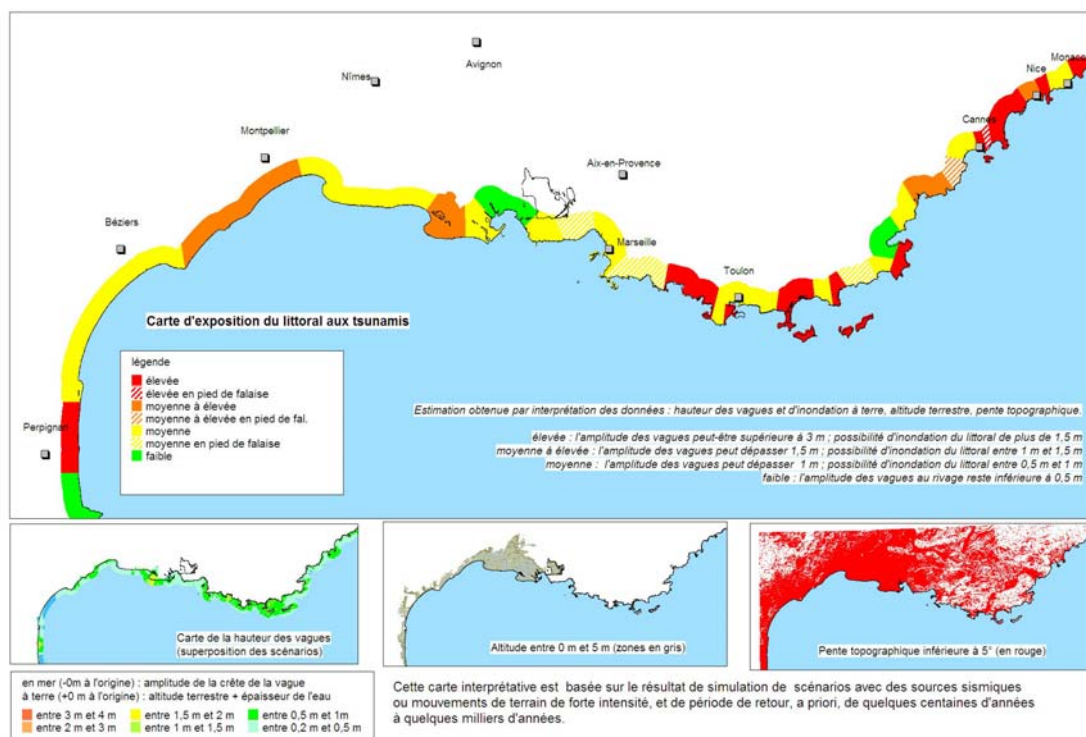 Monaco
Nice
Avignon
Nîmes
Cannes
Montpellier
Aix-en-Provence
Béziers
Marseille
Toulon
Carte d'exposition du littoral aux tsunamis
légende
élevée
élevée en pied de falaise
moyenne à élevée
moyenne à élevée en pied de fal.
moyenne
moyenne en pied de falaise
faible
Perpignan
Estimation obtenue par interprétation des données : hauteur des vagues et d'inondation à terre, altitude terrestre, pente topographique.
élevée : l'amplitude des vagues peut-être supérieure à 3 m ; possibilité d'inondation du littoral de plus de 1,5 m
moyenne à élevée : l'amplitude des vagues peut dépasser 1,5 m ; possibilité d'inondation du littoral entre 1 m et 1,5 m
moyenne : l'amplitude des vagues peut dépasser 1 m ; possibilité d'inondation du littoral entre 0,5 m et 1 m
faible : l'amplitude des vagues au rivage reste inférieure à 0,5 m
Carte de la hauteur des vagues
(superposition des scénarios)
Altitude entre 0 m et 5 m (zones en gris)
Pente topographique inférieure à 5° (en rouge)
en mer (-0m à l'origine) : amplitude de la crête de la vague
à terre (+0 m à l'origine) : altitude terrestre + épaisseur de l'eau
entre 3 m et 4 m entre 1,5 m et 2 m entre 0,5 m et 1m
entre 2 m et 3 m entre 1 m et 1,5 m entre 0,2 m et 0,5 m
Cette carte interprétative est basée sur le résultat de simulation de scénarios avec des sources sismiques
ou mouvements de terrain de forte intensité, et de période de retour, a priori, de quelques centaines d'années
à quelques milliers d'années.